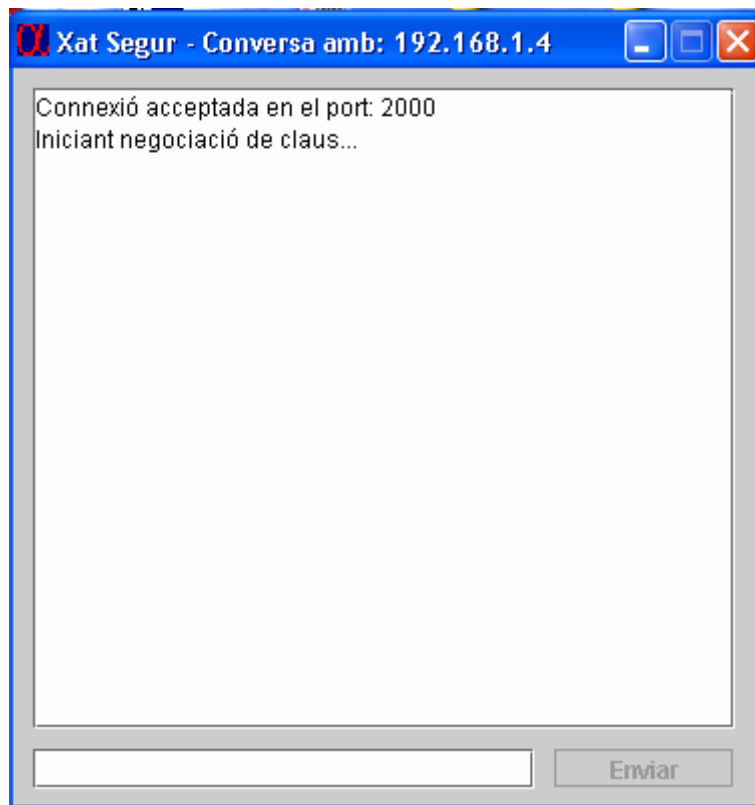 Xat Segur - Conversa amb: 192.168.1.4
Connexió acceptada en el port: 2000
Iniciant negociació de claus...
Enviar